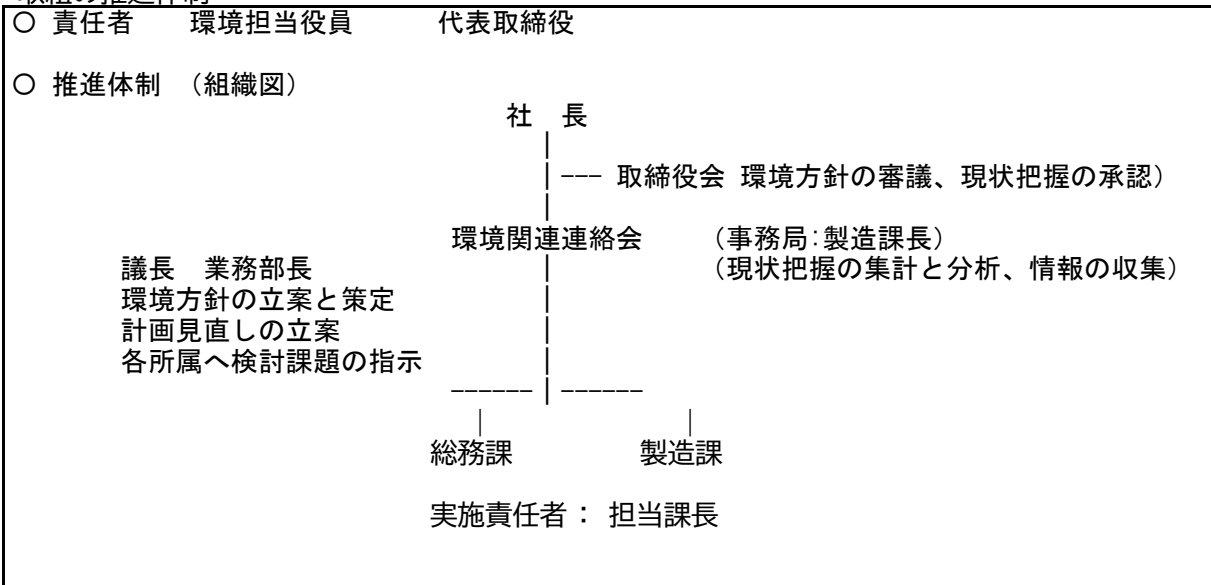 ○ 責任者 環境担当役員 代表取締役
○ 推進体制 （組織図）
社 長
--- 取締役会 環境方針の審議、現状把握の承認）
環境関連連絡会 （事務局:製造課長）
議長 業務部長 （現状把握の集計と分析、情報の収集）
環境方針の立案と策定
計画見直しの立案
各所属へ検討課題の指示
総務課 製造課
実施責任者： 担当課長